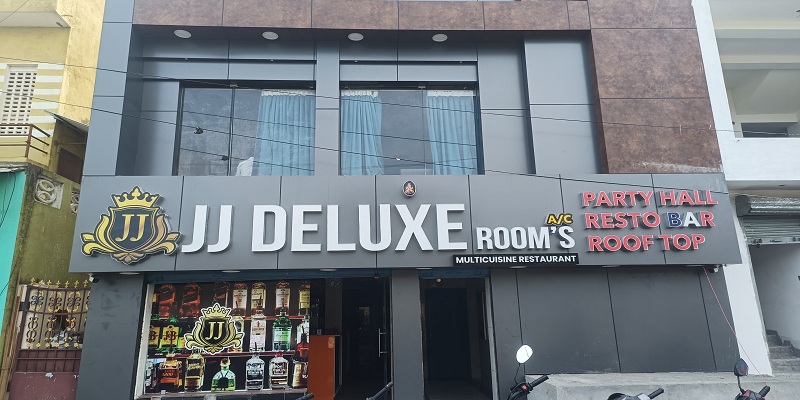 JJ
JJ DELUXE ROOM'S
A/C
MULTICUISINE RESTAURANT
PARTY HALL
RESTO BAR
ROOF TOP
JJ